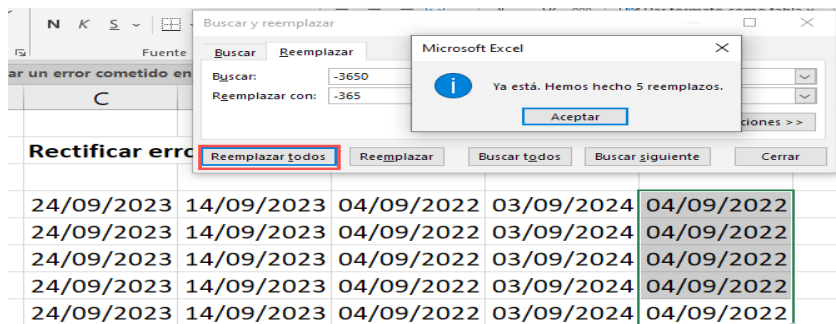 N K S
Fuente
ar un error cometido en
C
Rectificar erro
Buscar y reemplazar
Buscar Reemplazar
Buscar: -3650
Reemplazar con: -365
ciones >>
Reemplazar todos Reemplazar Buscar todos Buscar siguiente Cerrar
Microsoft Excel
Ya está. Hemos hecho 5 reemplazos.
Aceptar
24/09/2023 14/09/2023 04/09/2022 03/09/2024 04/09/2022
24/09/2023 14/09/2023 04/09/2022 03/09/2024 04/09/2022
24/09/2023 14/09/2023 04/09/2022 03/09/2024 04/09/2022
24/09/2023 14/09/2023 04/09/2022 03/09/2024 04/09/2022
24/09/2023 14/09/2023 04/09/2022 03/09/2024 04/09/2022